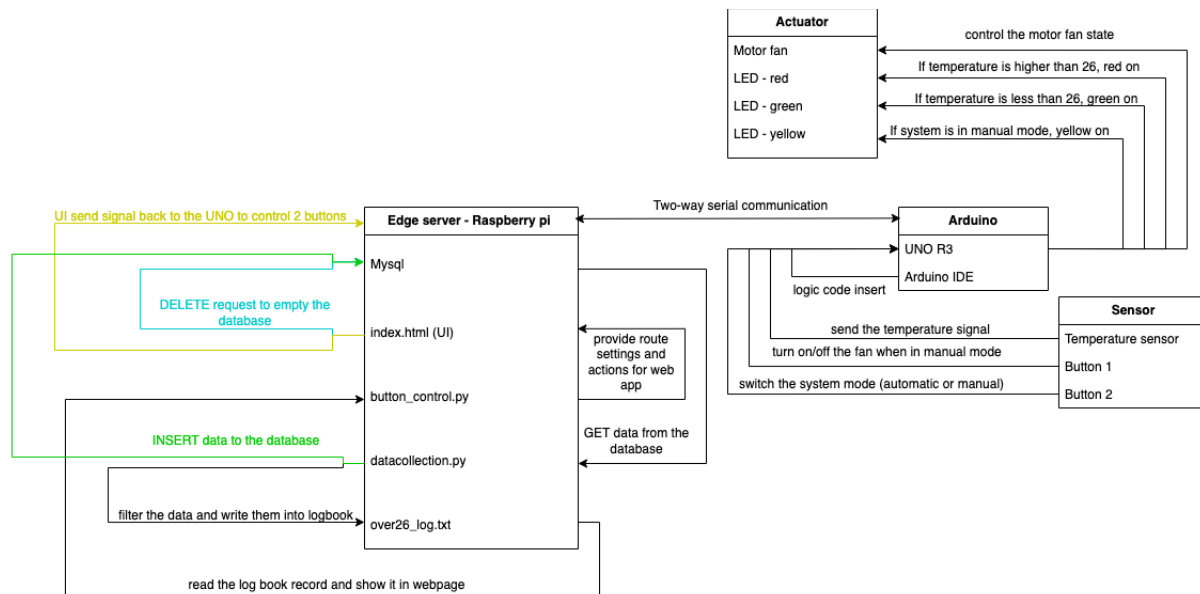 Actuator
Motor fan
LED - red
LED - green
LED - yellow
control the motor fan state
If temperature is higher than 26, red on
If temperature is less than 26, green on
If system is in manual mode, yellow on
UI send signal back to the UNO to control 2 buttons
Edge server - Raspberry pi
Mysql
index.html (UI)
button_control.py
datacollection.py
over26_log.txt
Two-way serial communication
Arduino
UNO R3
Arduino IDE
logic code insert
Sensor
Temperature sensor
Button 1
Button 2
send the temperature signal
turn on/off the fan when in manual mode
switch the system mode (automatic or manual)
DELETE request to empty the
database
provide route
settings and
actions for web
app
GET data from the
database
INSERT data to the database
filter the data and write them into logbook
read the log book record and show it in webpage